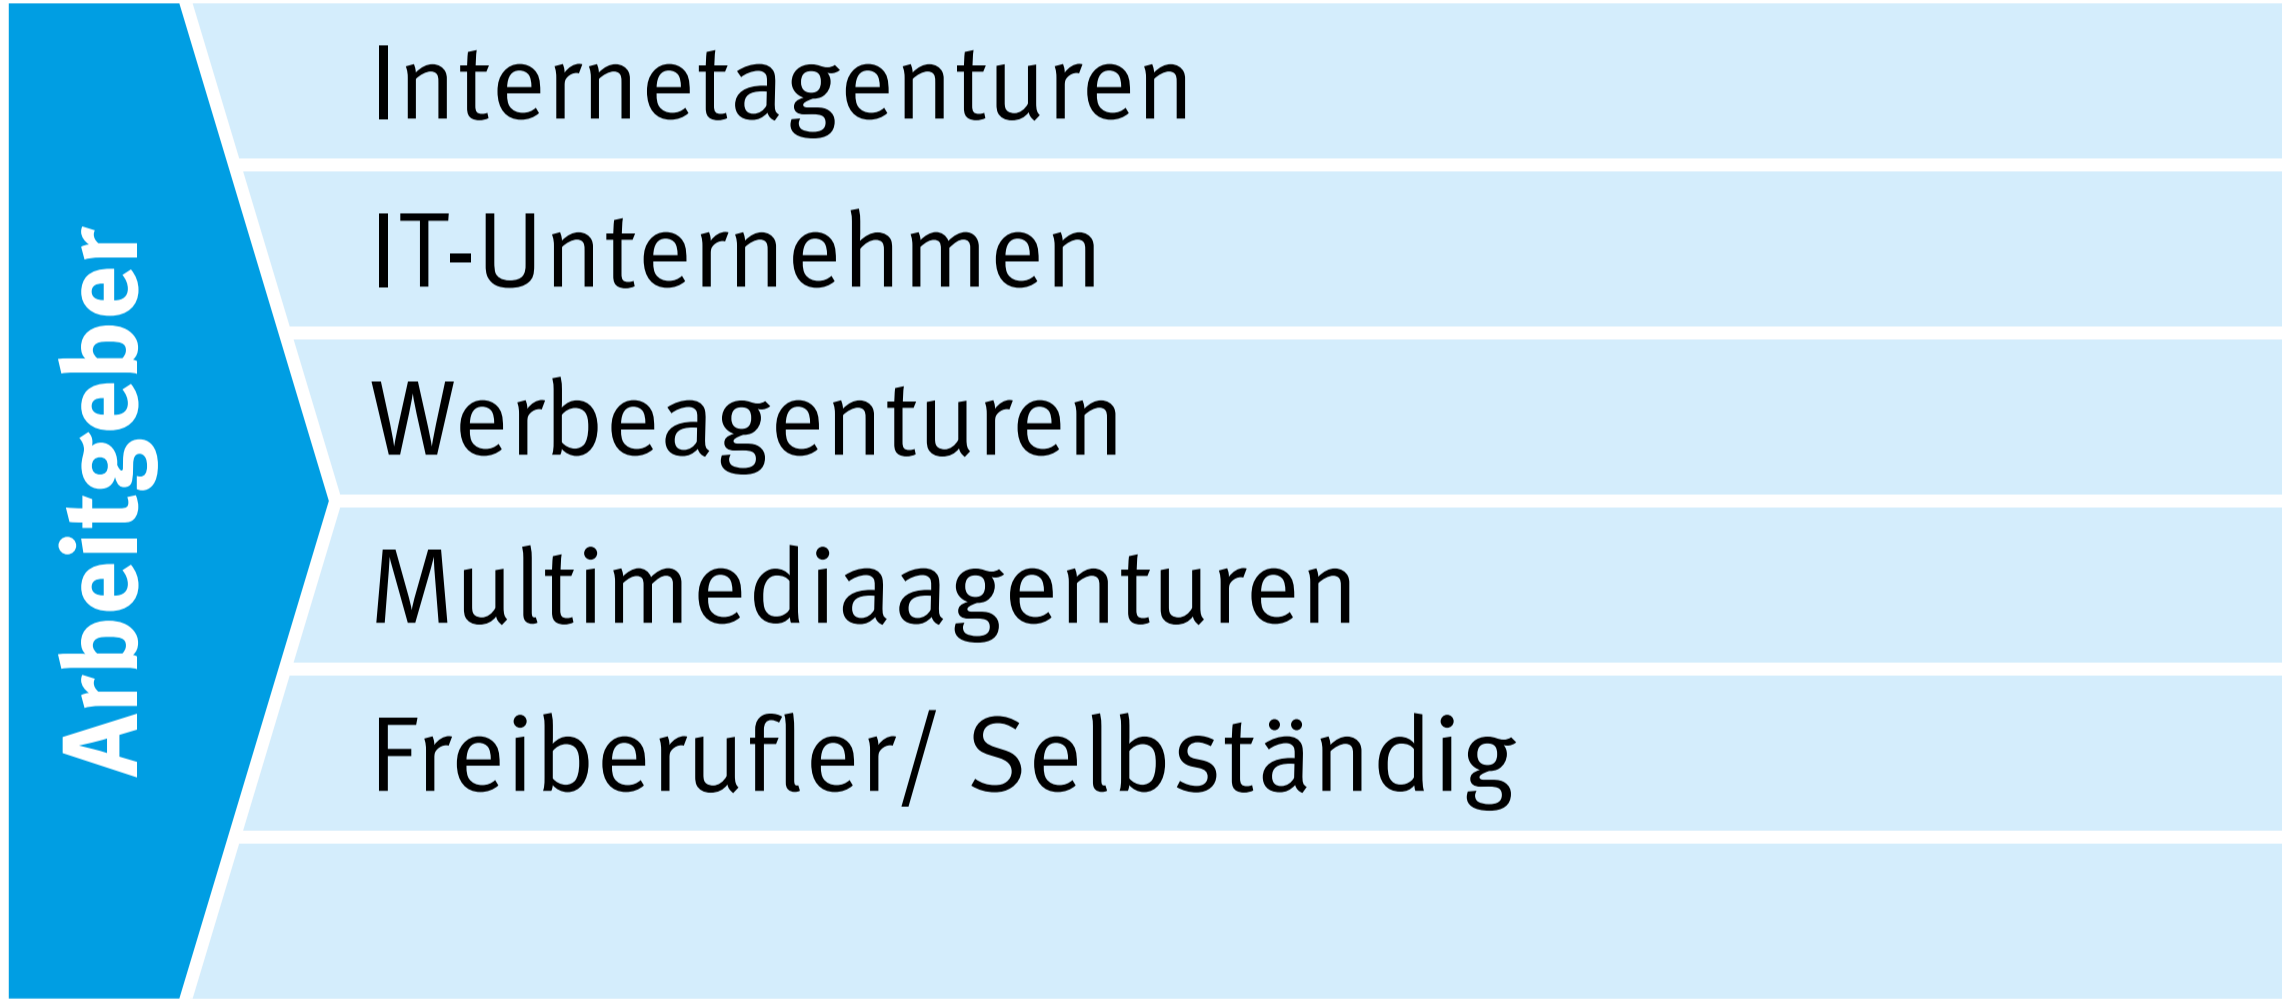 Arbeitgeber
Internetagenturen
IT-Unternehmen
Werbeagenturen
Multimediaagenturen
Freiberufler/ Selbständig